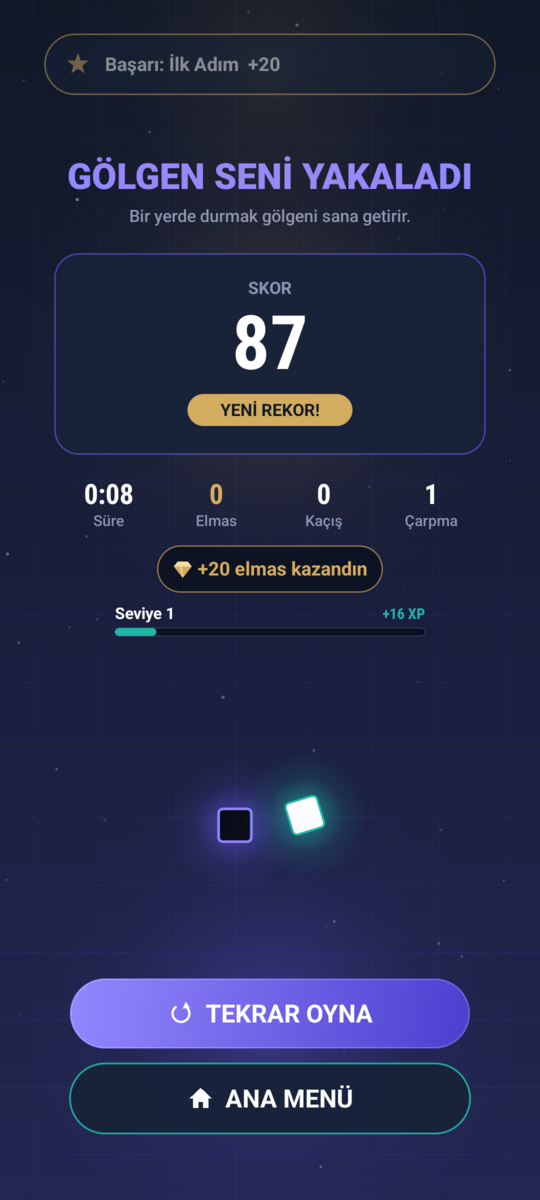 Başarı: İlk Adım +20
GÖLGEN SENİ YAKALADI
Bir yerde durmak gölgeni sana getirir.
SKOR
87
YENİ REKOR!
0:08 0 0 1
Süre Elmas Kaçış Çarpma
+20 elmas kazandın
Seviye 1 +16 XP
TEKRAR OYNA
ANA MENÜ